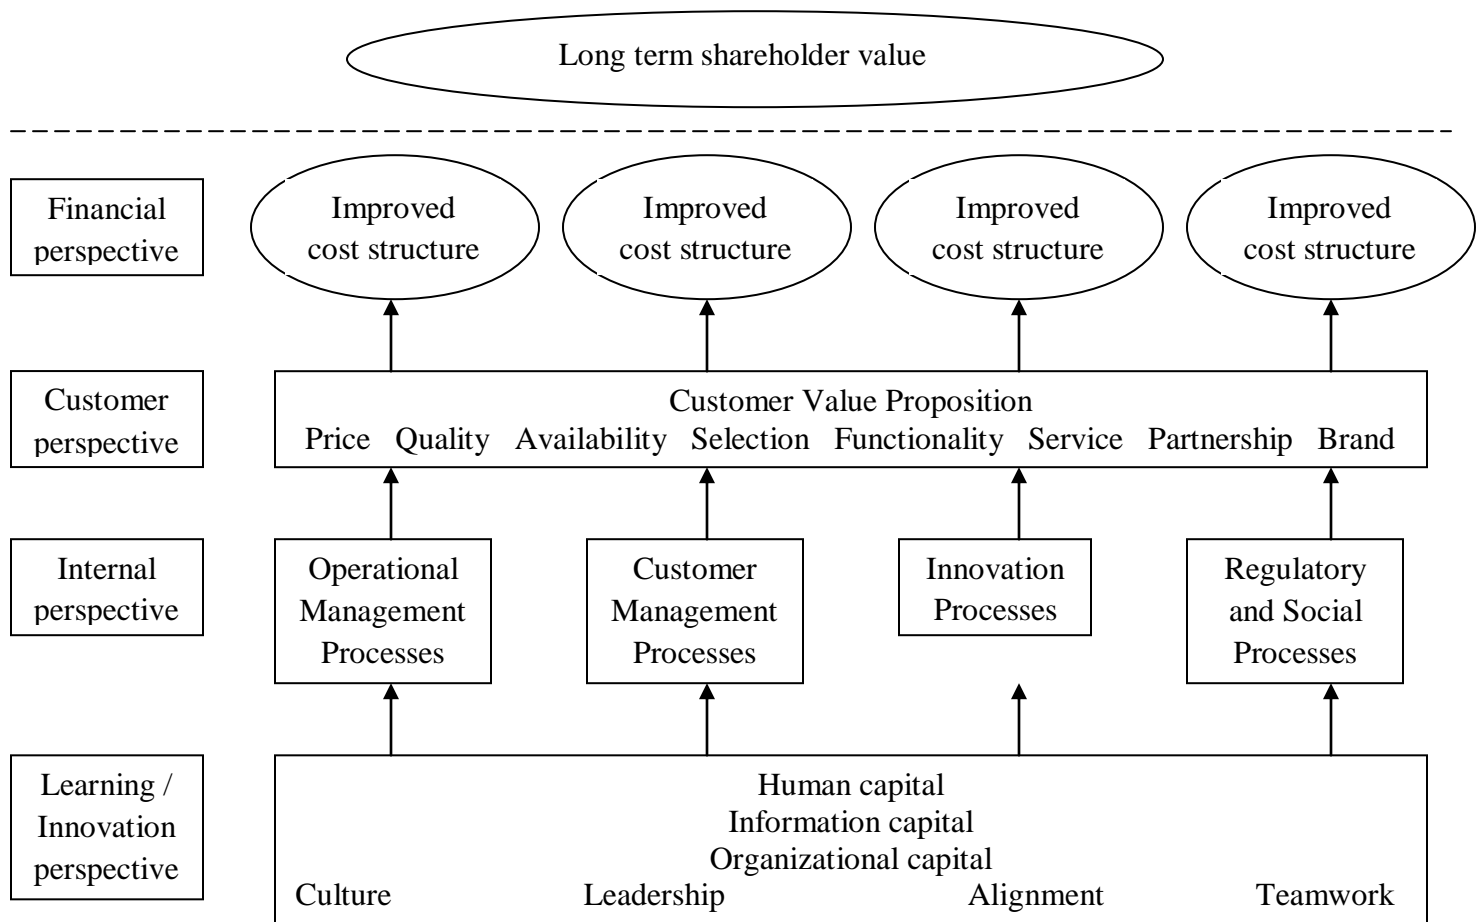 Long term shareholder value
Financial
perspective
Improved
cost structure
Improved
cost structure
Improved
cost structure
Improved
cost structure
Customer
perspective
Customer Value Proposition
Price Quality Availability Selection Functionality Service Partnership Brand
Internal
perspective
Operational
Management
Processes
Customer
Management
Processes
Innovation
Processes
Regulatory
and Social
Processes
Learning /
Innovation
perspective
Human capital
Information capital
Organizational capital
Culture Leadership Alignment Teamwork